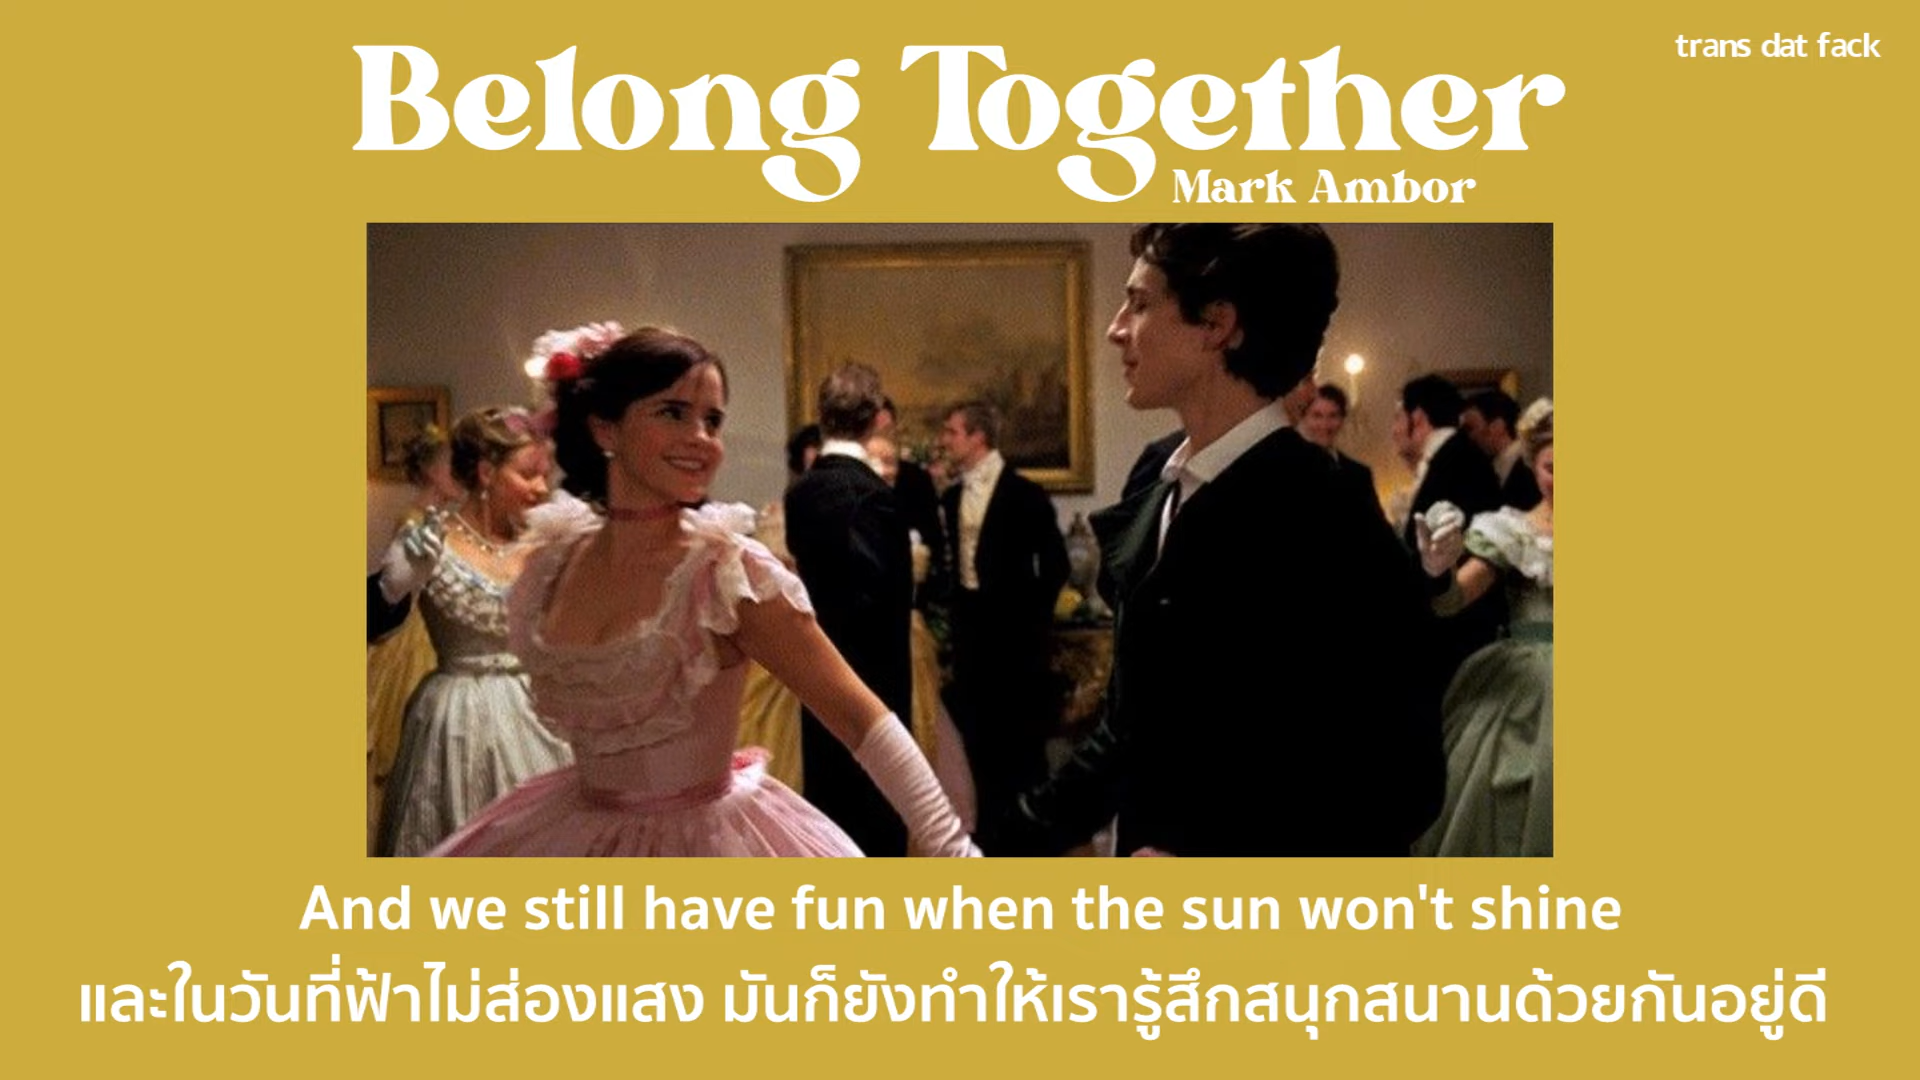 trans dat fack
Belong Together
Mark Ambor
And we still have fun when the sun won't shine
และในวันที่ฟ้าไม่ส่องแสง มันก็ยังทำให้เรารู้สึกสนุกสนานด้วยกันอยู่ดี